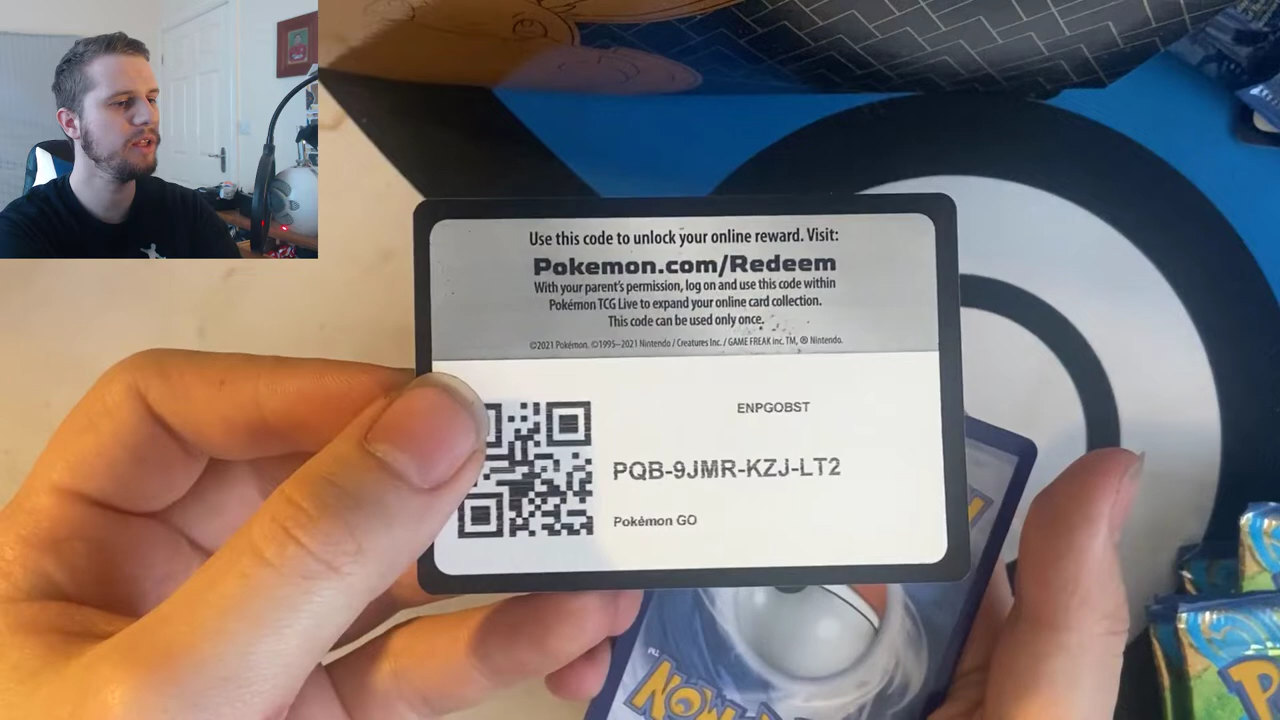 Use this code to unlock your online reward. Visit:
Pokemon.com/Redeem
With your parent's permission, log on and use this code within
Pokémon TCG Live to expand your online card collection.
This code can be used only once.
©2021 Pokémon. ©1995–2021 Nintendo / Creatures Inc. / GAME FREAK inc. TM, ® Nintendo.
ENPGOBST
PQB-9JMR-KZJ-LT2
Pokémon GO